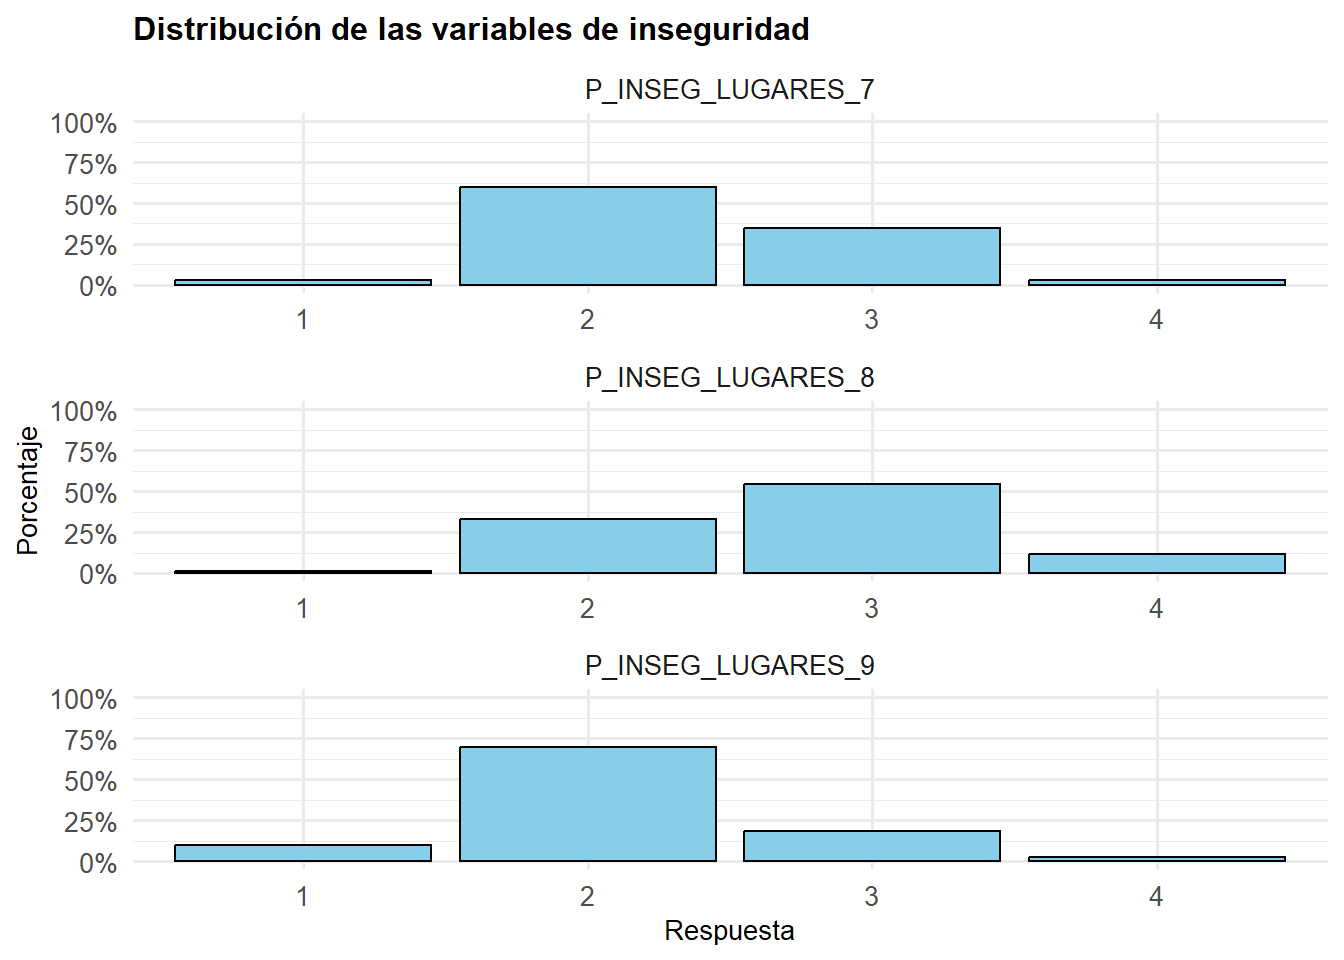 Distribución de las variables de inseguridad
P_INSEG_LUGARES_7
100%
75%
50%
25%
0%
1 2 3 4
P_INSEG_LUGARES_8
Porcentaje
100%
75%
50%
25%
0%
1 2 3 4
P_INSEG_LUGARES_9
100%
75%
50%
25%
0%
1 2 3 4
Respuesta